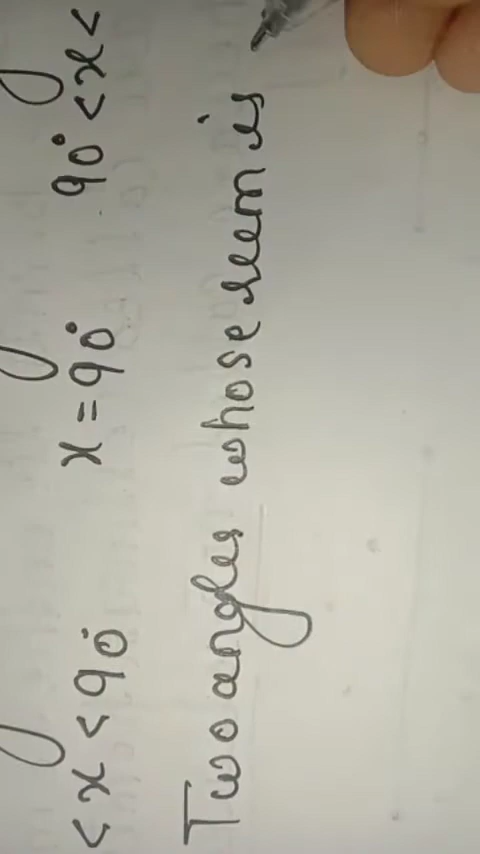 < x < 90° x = 90° 90° < x <
Two angles whose sum is